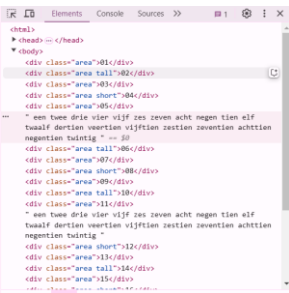 Elements Console Sources » 1
<html>
<head> ··· </head>
<body>
<div class="area">01</div>
<div class="area tall">02</div>
<div class="area">03</div>
<div class="area short">04</div>
<div class="area">05</div>
··· " een twee drie vier vijf zes zeven acht negen tien elf
twaalf dertien veertien vijftien zestien zeventien achttien
negentien twintig " == $0
<div class="area tall">06</div>
<div class="area">07</div>
<div class="area short">08</div>
<div class="area">09</div>
<div class="area tall">10</div>
<div class="area">11</div>
" een twee drie vier vijf zes zeven acht negen tien elf
twaalf dertien veertien vijftien zestien zeventien achttien
negentien twintig "
<div class="area short">12</div>
<div class="area">13</div>
<div class="area tall">14</div>
<div class="area">15</div>